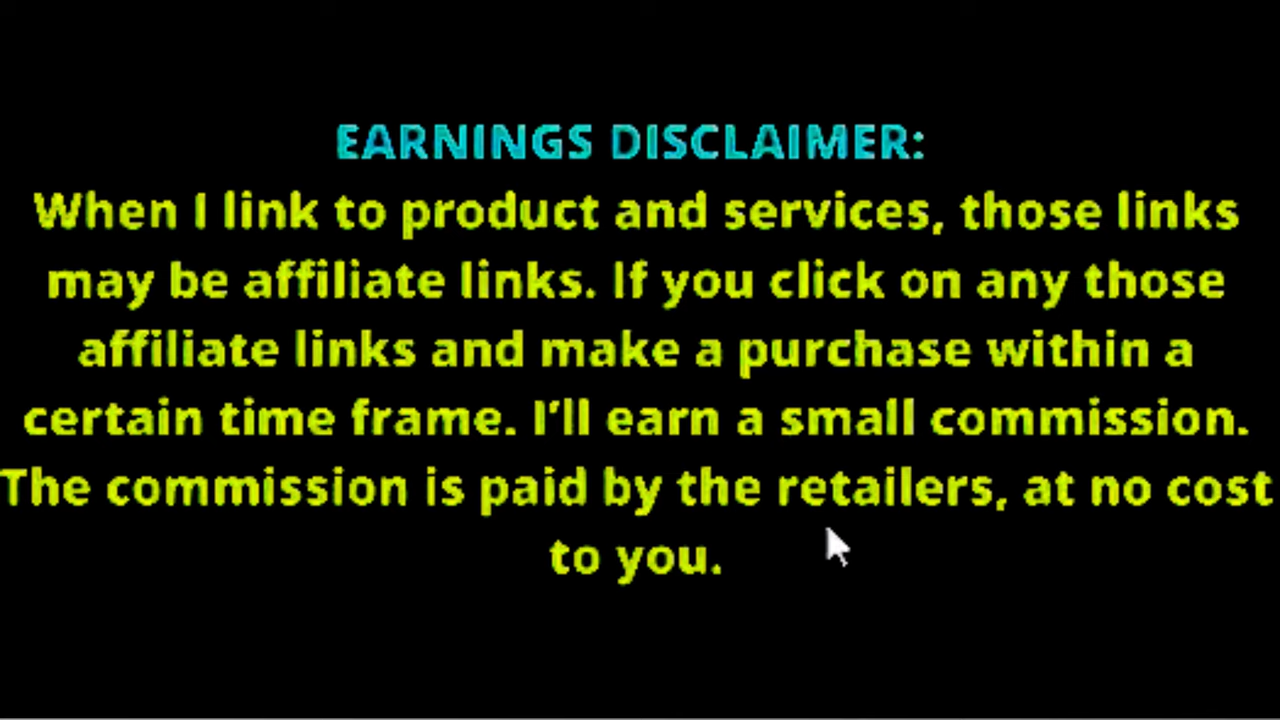 EARNINGS DISCLAIMER:
When I link to product and services, those links
may be affiliate links. If you click on any those
affiliate links and make a purchase within a
certain time frame. I’ll earn a small commission.
The commission is paid by the retailers, at no cost
to you.